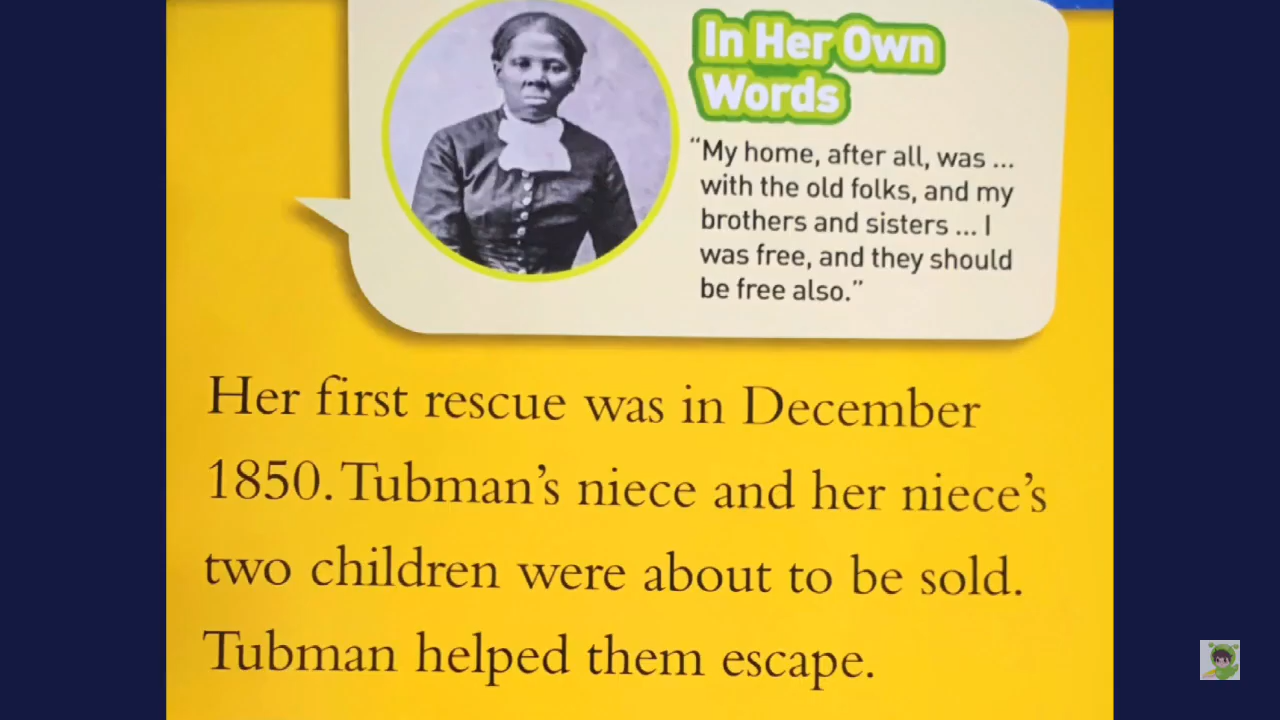 In Her Own
Words
“My home, after all, was ...
with the old folks, and my
brothers and sisters ... I
was free, and they should
be free also.”
Her first rescue was in December
1850. Tubman’s niece and her niece’s
two children were about to be sold.
Tubman helped them escape.